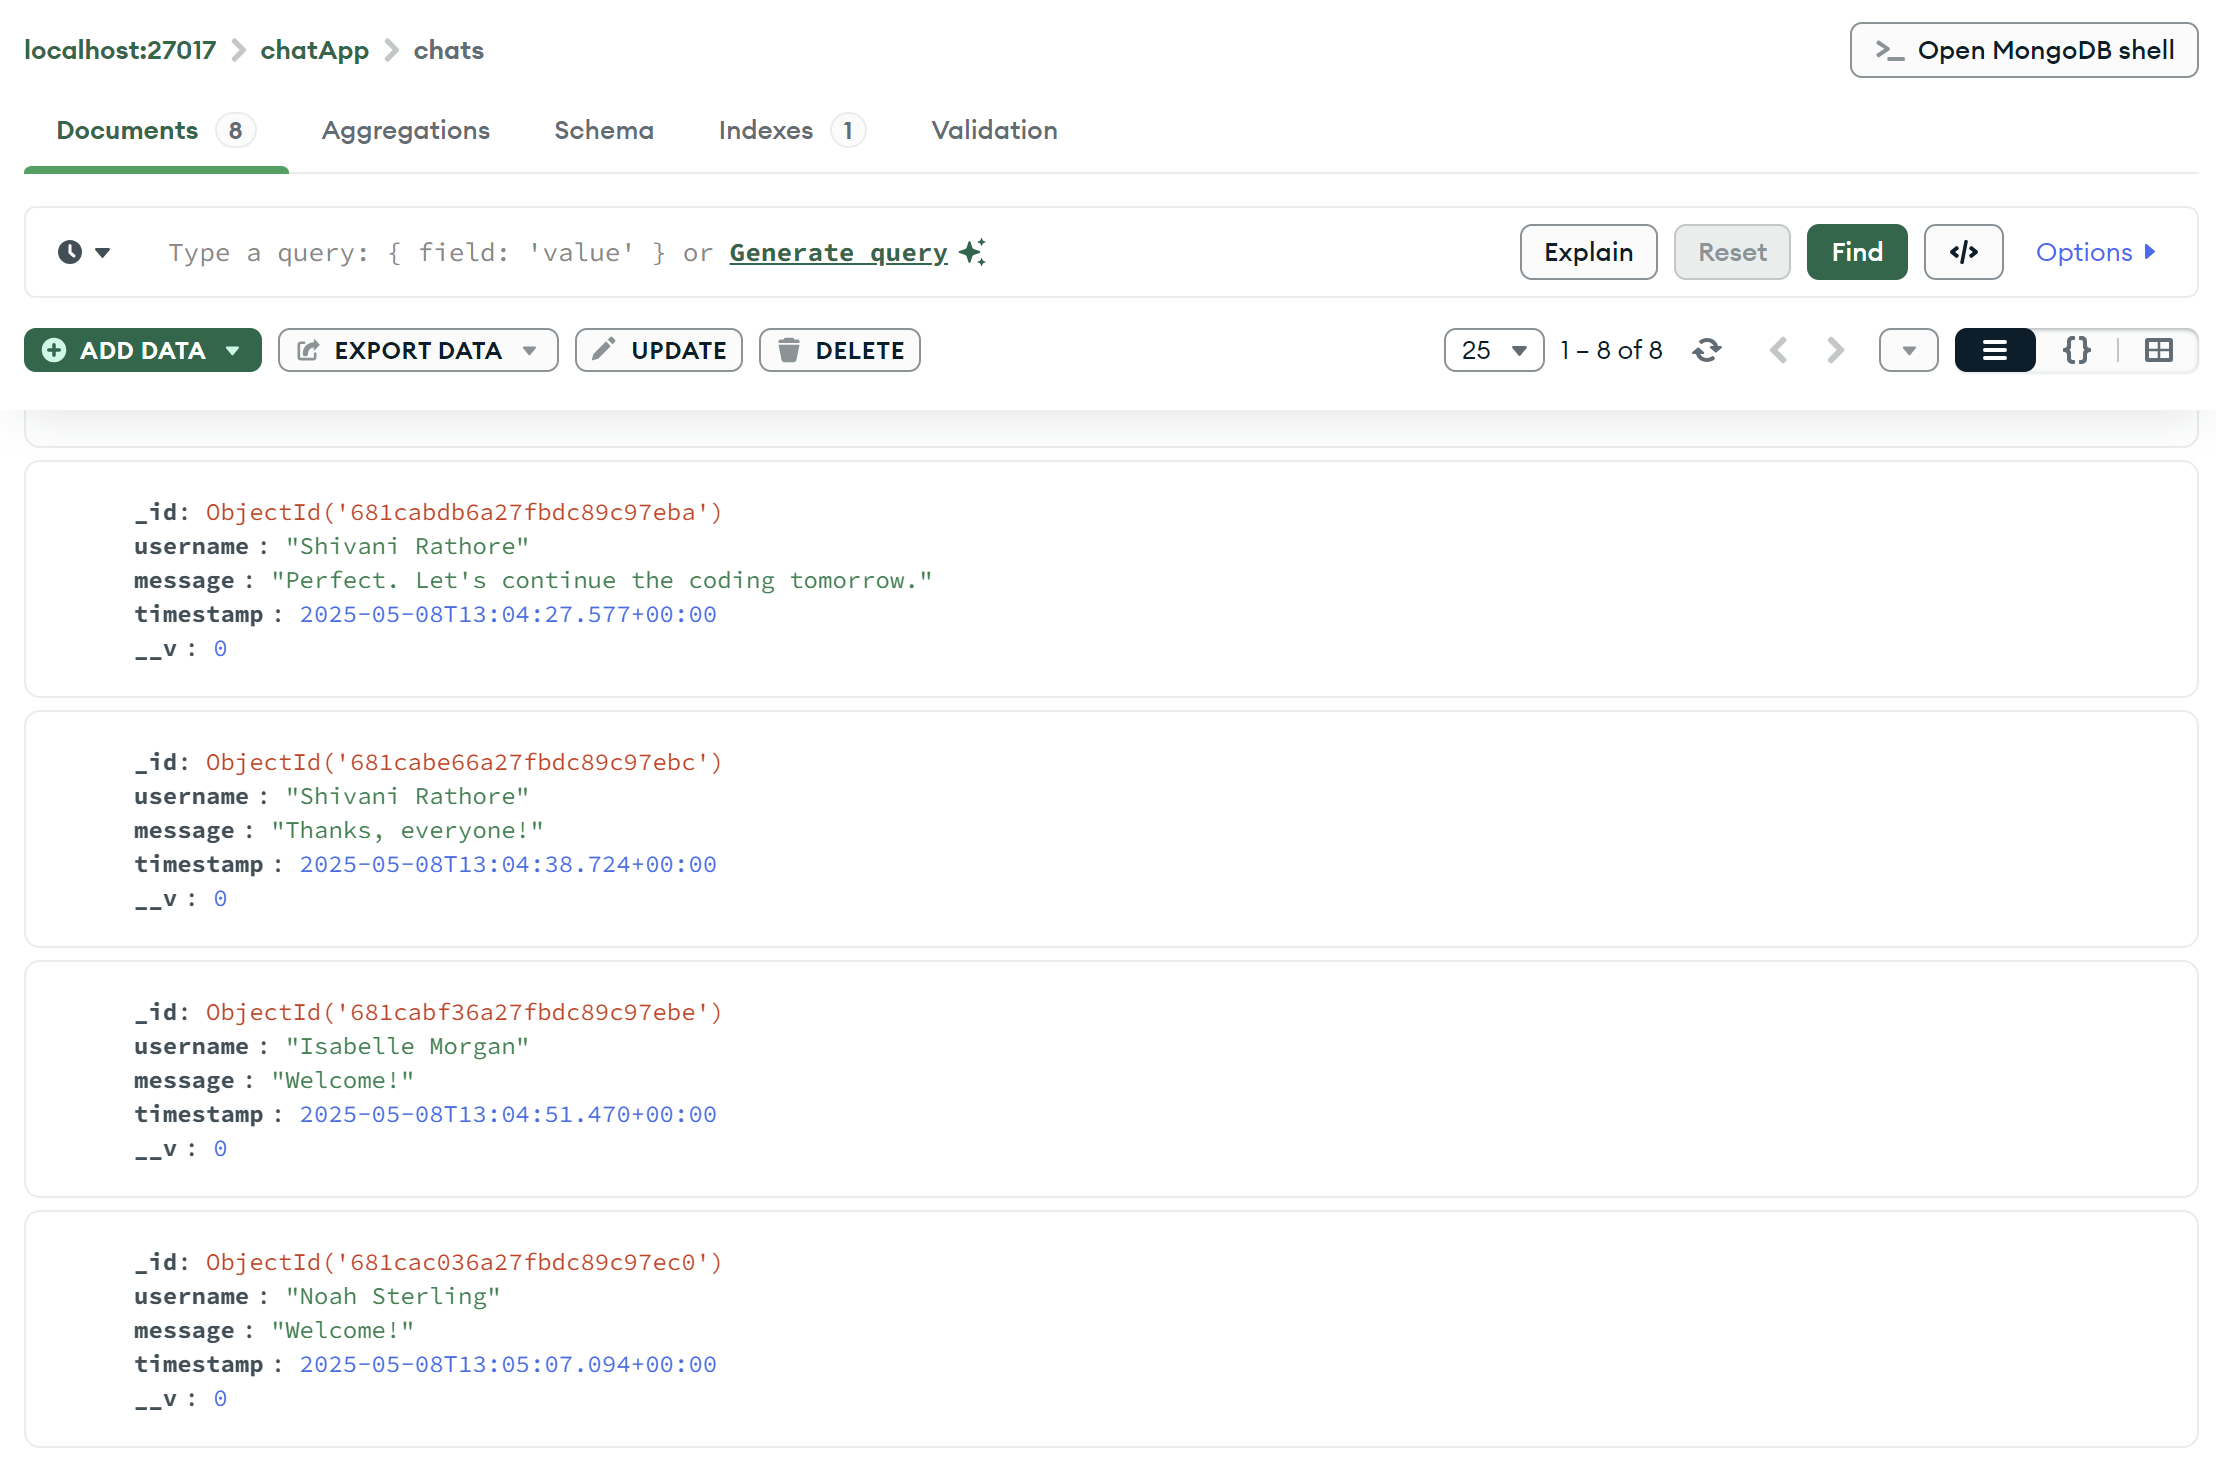 localhost:27017 > chatApp > chats
>_ Open MongoDB shell
Documents 8 Aggregations Schema Indexes 1 Validation
Type a query: { field: 'value' } or Generate query
Explain Reset Find </> Options
ADD DATA EXPORT DATA UPDATE DELETE
25 1 – 8 of 8 {}
_id: ObjectId('681cabdb6a27fbdc89c97eba')
username : "Shivani Rathore"
message : "Perfect. Let's continue the coding tomorrow."
timestamp : 2025-05-08T13:04:27.577+00:00
__v : 0
_id: ObjectId('681cabe66a27fbdc89c97ebc')
username : "Shivani Rathore"
message : "Thanks, everyone!"
timestamp : 2025-05-08T13:04:38.724+00:00
__v : 0
_id: ObjectId('681cabf36a27fbdc89c97ebe')
username : "Isabelle Morgan"
message : "Welcome!"
timestamp : 2025-05-08T13:04:51.470+00:00
__v : 0
_id: ObjectId('681cac036a27fbdc89c97ec0')
username : "Noah Sterling"
message : "Welcome!"
timestamp : 2025-05-08T13:05:07.094+00:00
__v : 0